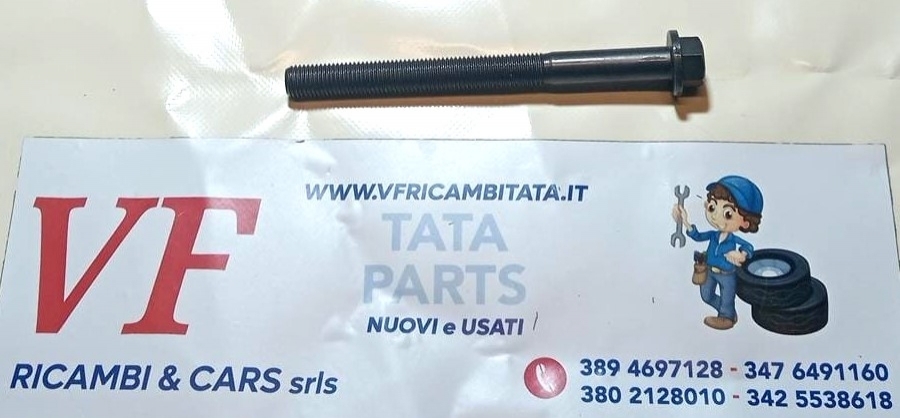 WWW.VFRICAMBITATA.IT
VF
TATA
PARTS
NUOVI e USATI
RICAMBI & CARS srls
389 4697128 - 347 6491160
380 2128010 - 342 5538618